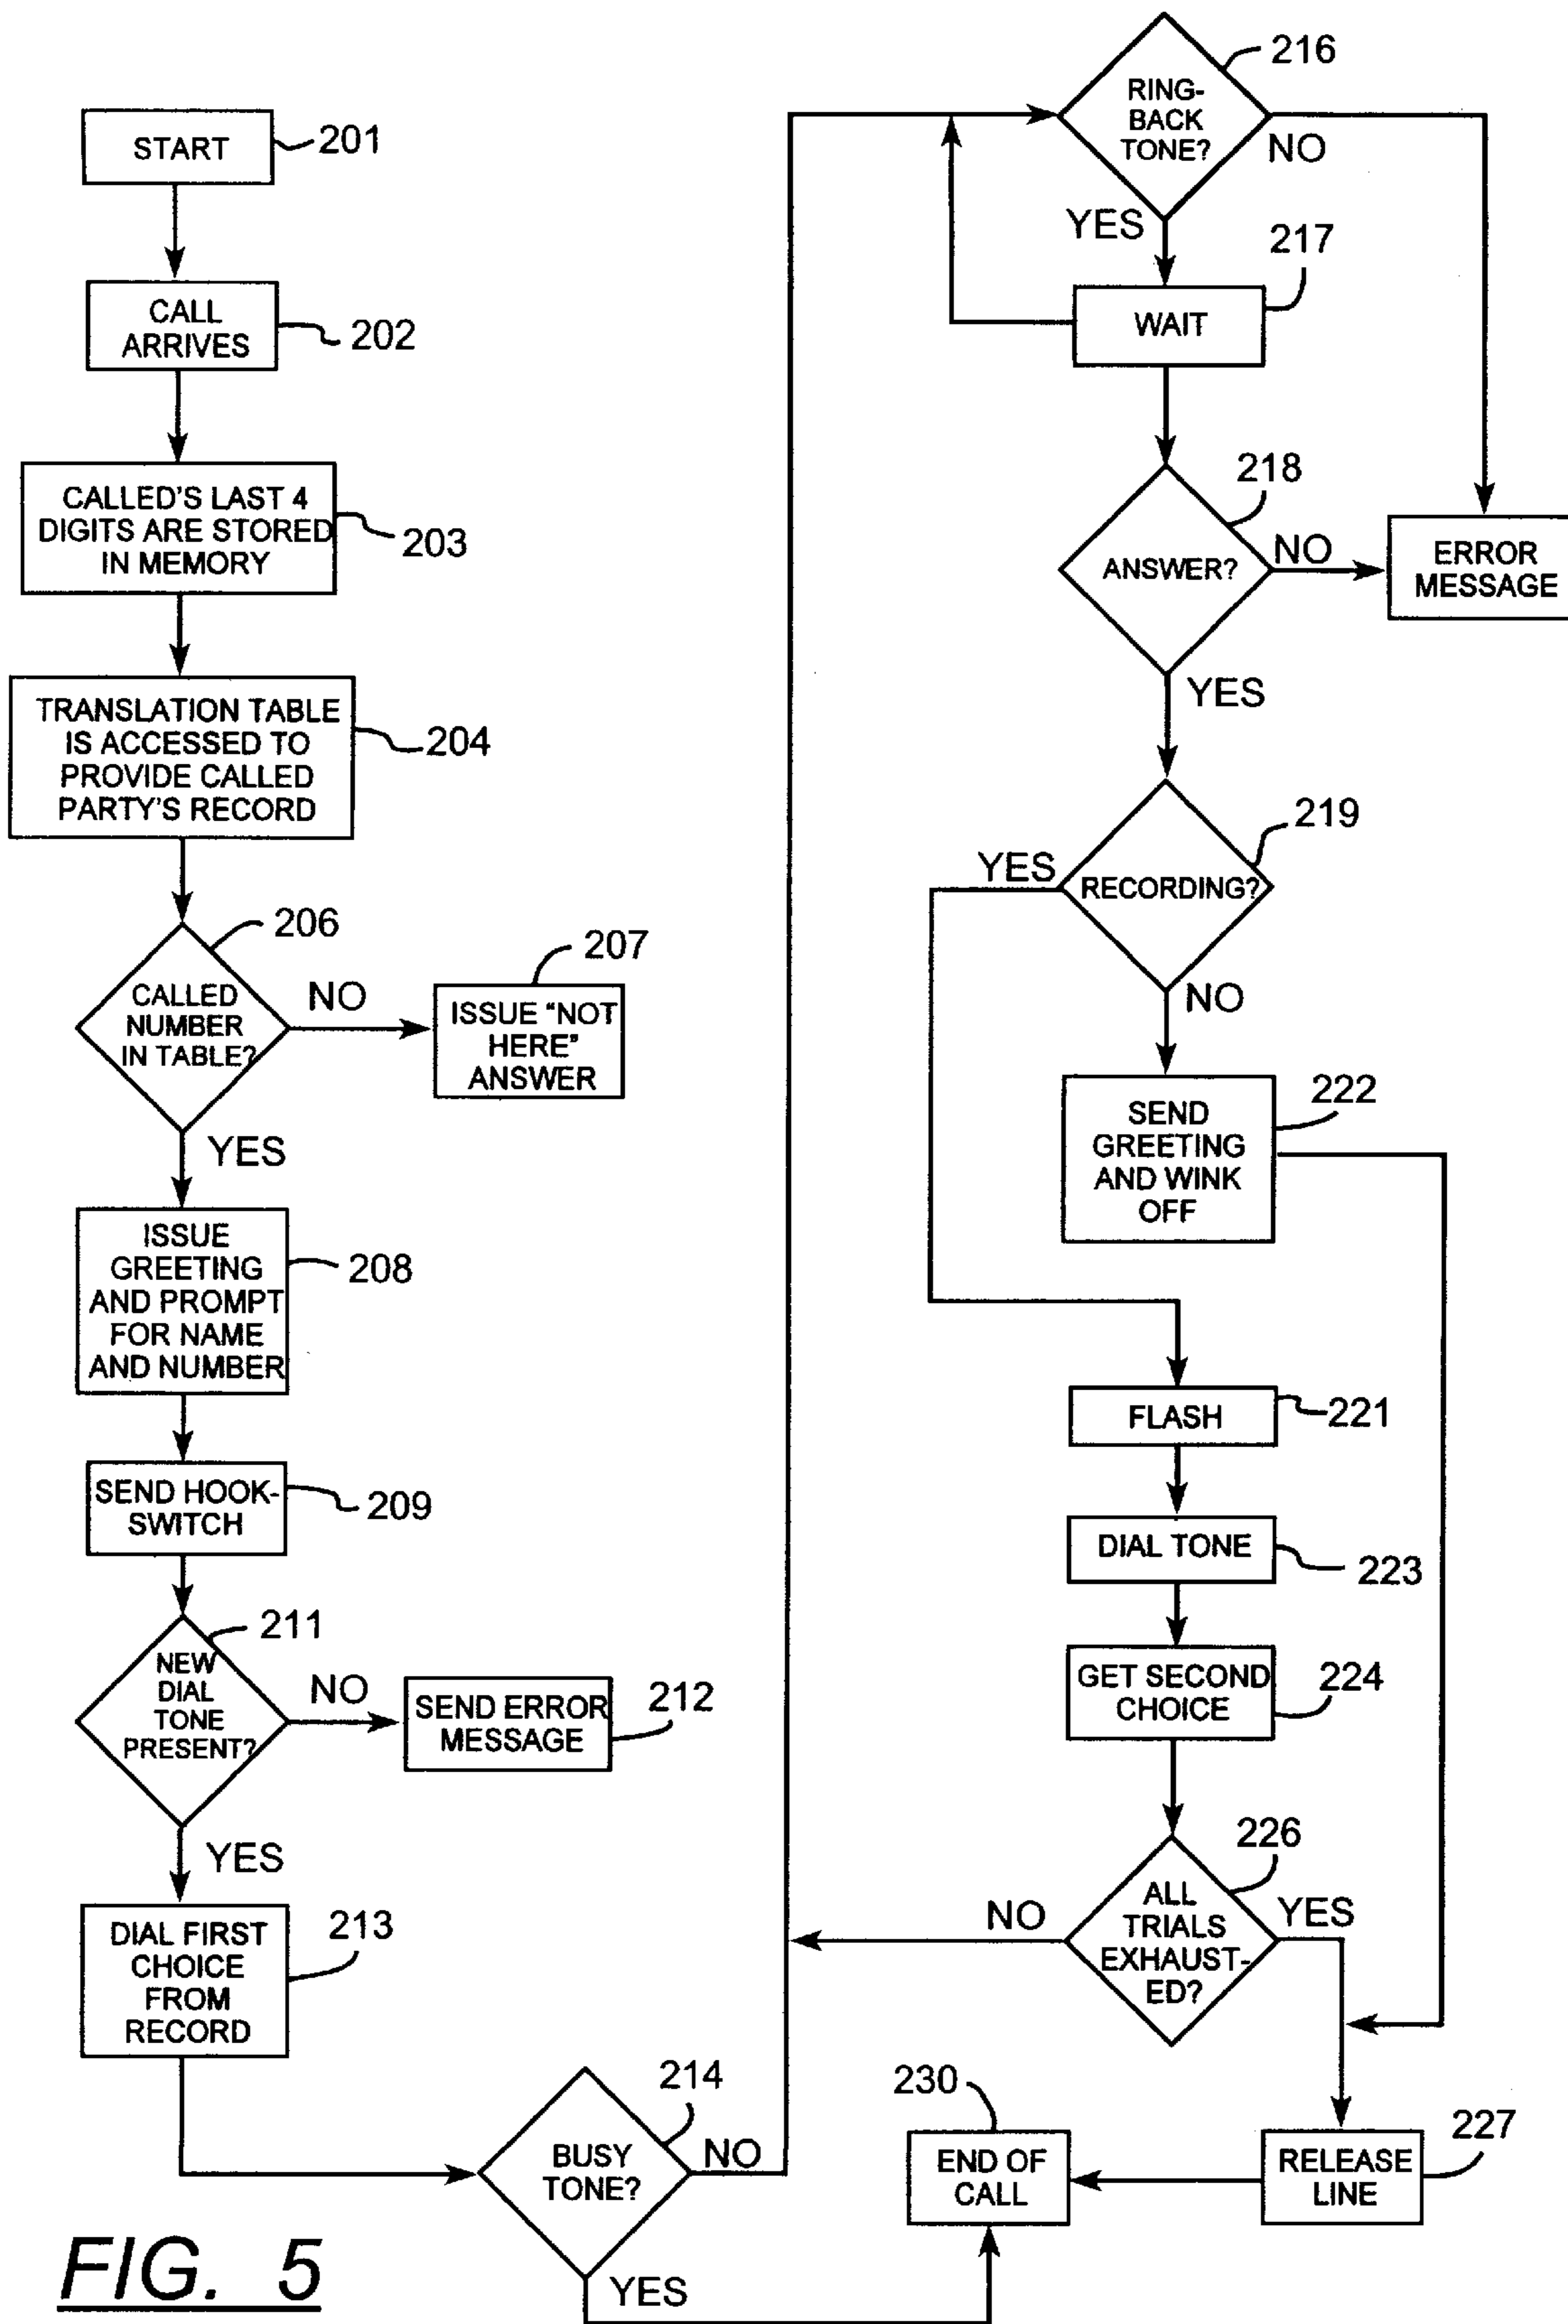 START
201
CALL
ARRIVES
202
CALLED'S LAST 4
DIGITS ARE STORED
IN MEMORY
203
TRANSLATION TABLE
IS ACCESSED TO
PROVIDE CALLED
PARTY'S RECORD
204
206
CALLED
NUMBER
IN TABLE?
NO
207
ISSUE “NOT
HERE”
ANSWER
YES
ISSUE
GREETING
AND PROMPT
FOR NAME
AND NUMBER
208
SEND HOOK-
SWITCH
209
211
NEW
DIAL
TONE
PRESENT?
NO
SEND ERROR
MESSAGE
212
YES
DIAL FIRST
CHOICE
FROM
RECORD
213
214
BUSY
TONE?
NO
YES
216
RING-
BACK
TONE?
NO
YES
217
WAIT
218
ANSWER?
NO
ERROR
MESSAGE
YES
219
RECORDING?
YES
NO
SEND
GREETING
AND WINK
OFF
222
FLASH
221
DIAL TONE
223
GET SECOND
CHOICE
224
226
ALL
TRIALS
EXHAUST-
ED?
NO
YES
RELEASE
LINE
227
230
END OF
CALL
FIG. 5